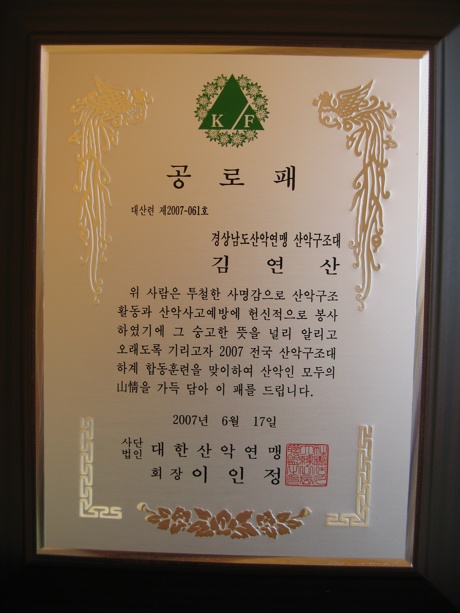 K F
공로패
대산련 제2007-061호
경상남도산악연맹 산악구조대
김연산
위 사람은 투철한 사명감으로 산악구조
활동과 산악사고예방에 헌신적으로 봉사
하였기에 그 숭고한 뜻을 널리 알리고
오래도록 기리고자 2007 전국 산악구조대
하계 합동훈련을 맞이하여 산악인 모두의
山情을 가득 담아 이 패를 드립니다.
2007년 6월 17일
사단법인 대한산악연맹
회장 이인정